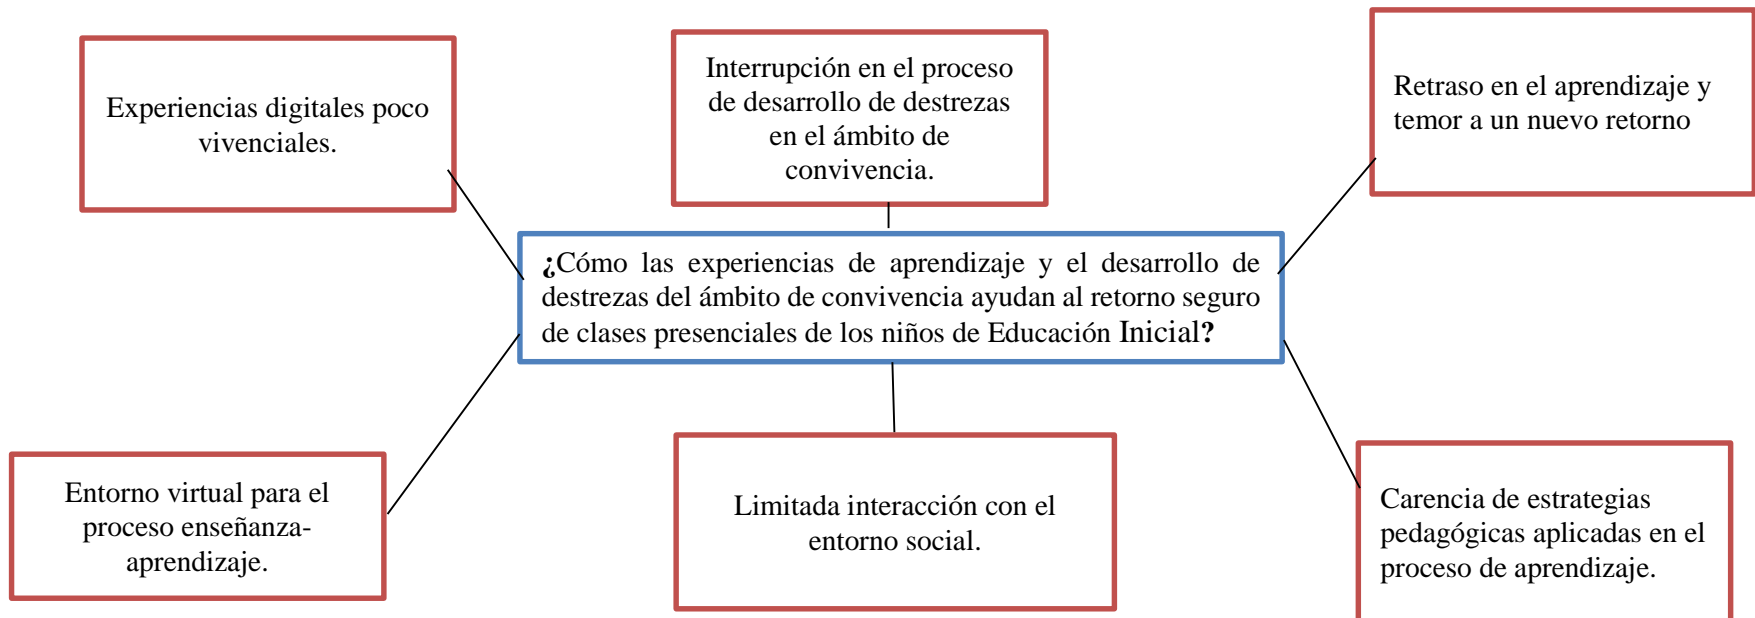 Experiencias digitales poco
vivenciales.
Interrupción en el proceso
de desarrollo de destrezas
en el ámbito de
convivencia.
Retraso en el aprendizaje y
temor a un nuevo retorno
¿Cómo las experiencias de aprendizaje y el desarrollo de
destrezas del ámbito de convivencia ayudan al retorno seguro
de clases presenciales de los niños de Educación Inicial?
Entorno virtual para el
proceso enseñanza-
aprendizaje.
Limitada interacción con el
entorno social.
Carencia de estrategias
pedagógicas aplicadas en el
proceso de aprendizaje.